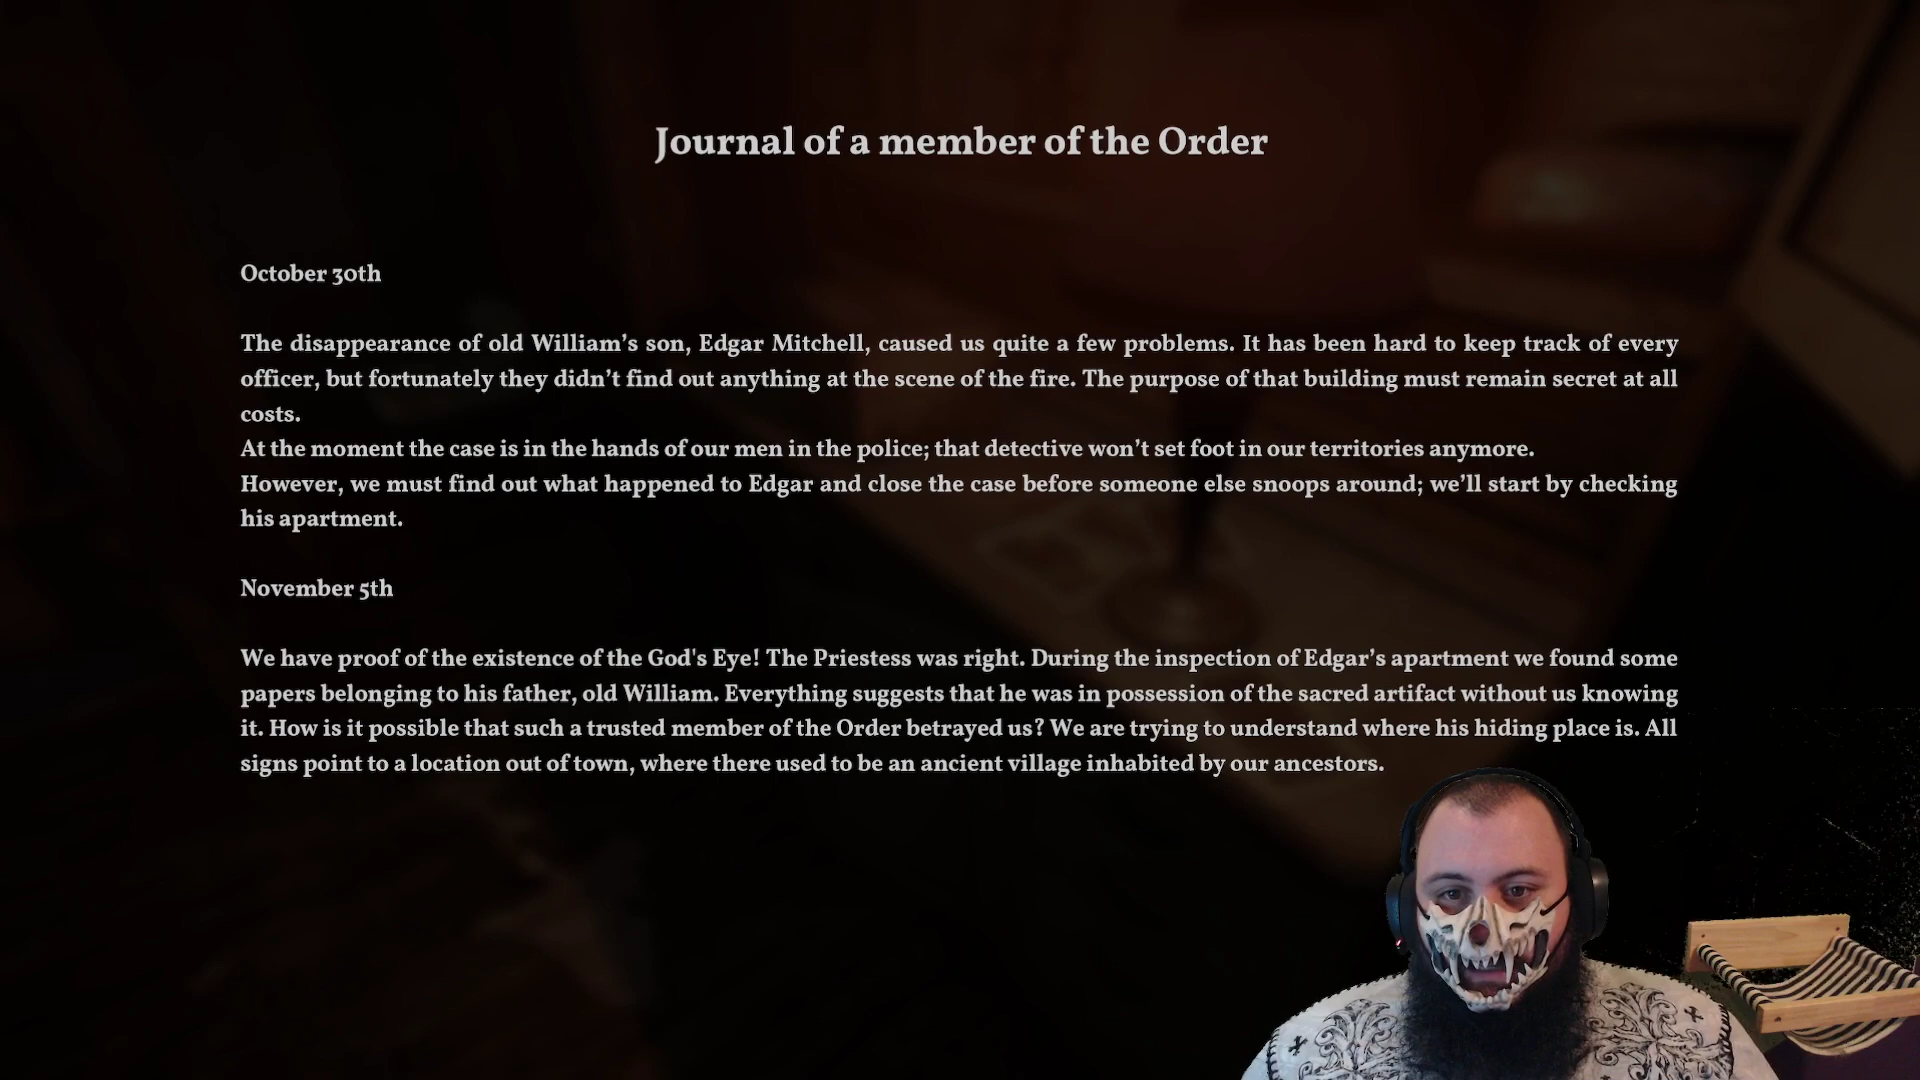 Journal of a member of the Order
October 30th
The disappearance of old William’s son, Edgar Mitchell, caused us quite a few problems. It has been hard to keep track of every
officer, but fortunately they didn’t find out anything at the scene of the fire. The purpose of that building must remain secret at all
costs.
At the moment the case is in the hands of our men in the police; that detective won’t set foot in our territories anymore.
However, we must find out what happened to Edgar and close the case before someone else snoops around; we’ll start by checking
his apartment.
November 5th
We have proof of the existence of the God's Eye! The Priestess was right. During the inspection of Edgar’s apartment we found some
papers belonging to his father, old William. Everything suggests that he was in possession of the sacred artifact without us knowing
it. How is it possible that such a trusted member of the Order betrayed us? We are trying to understand where his hiding place is. All
signs point to a location out of town, where there used to be an ancient village inhabited by our ancestors.